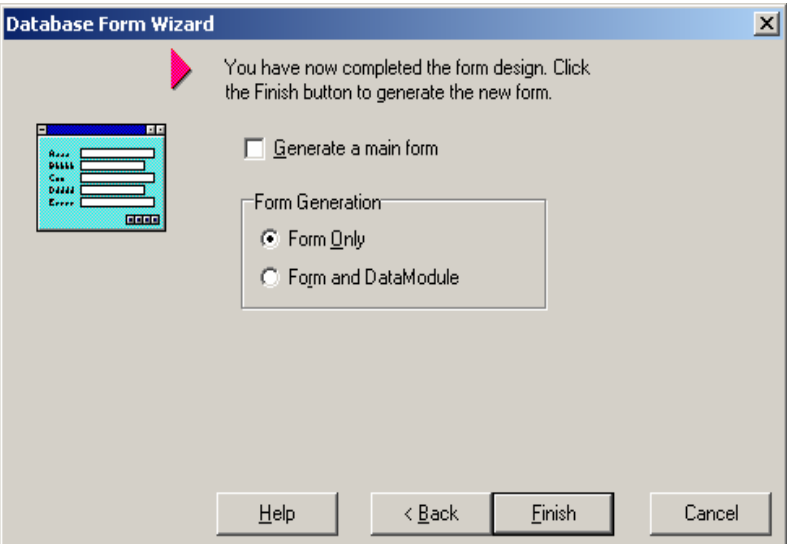 Database Form Wizard
You have now completed the form design. Click
the Finish button to generate the new form.
Generate a main form
Form Generation
Form Only
Form and DataModule
Help
< Back
Finish
Cancel